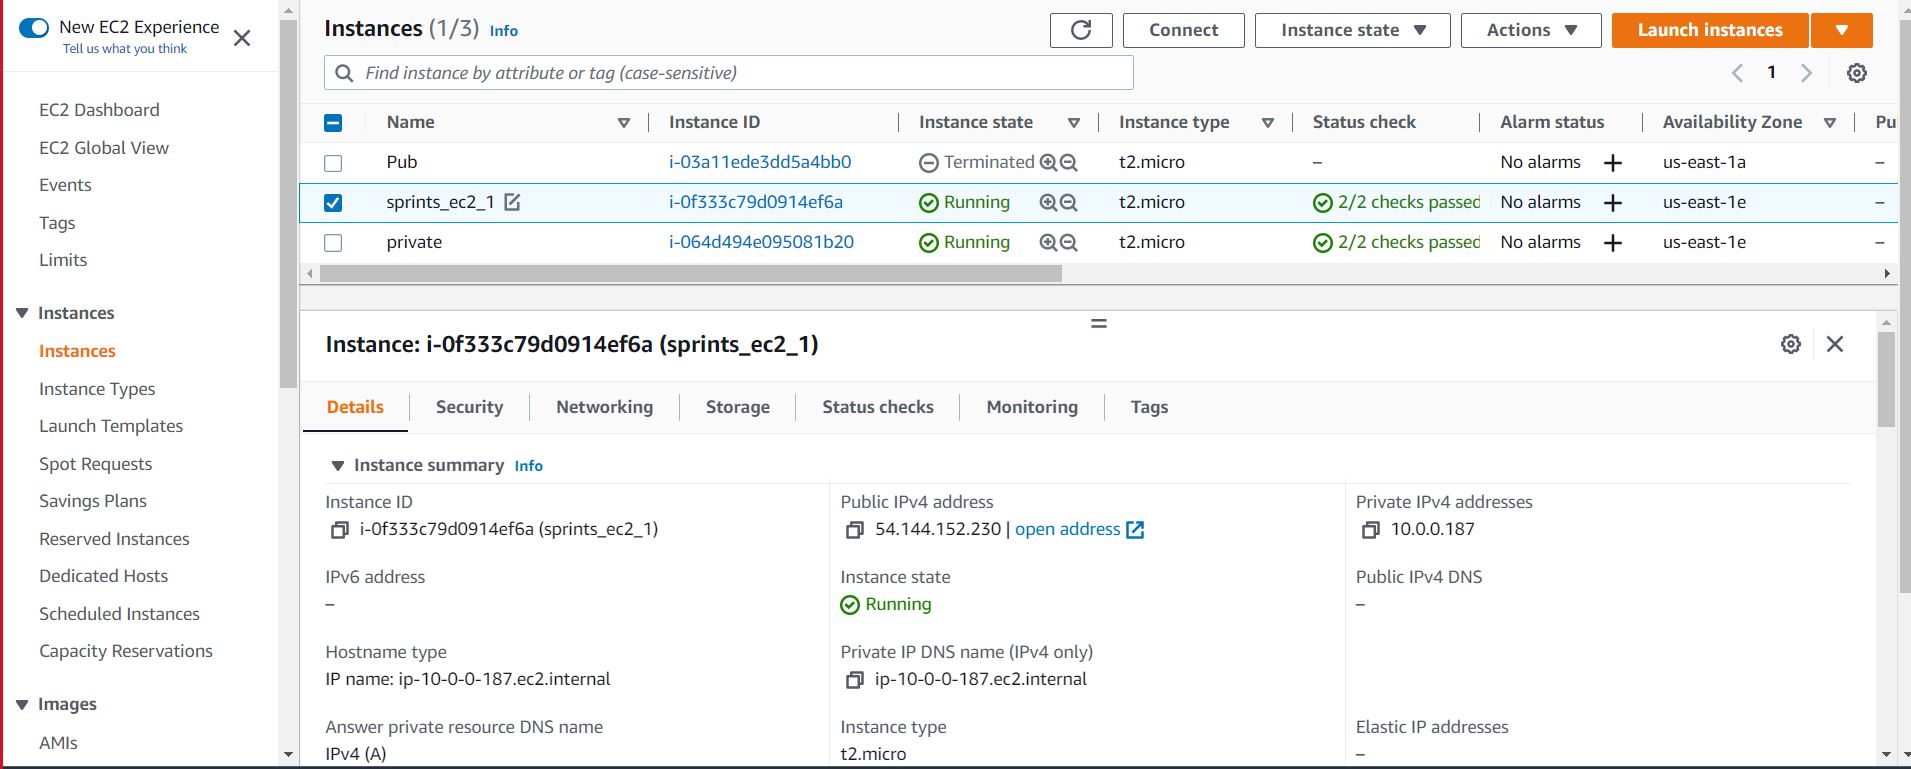 New EC2 Experience
Tell us what you think
EC2 Dashboard
EC2 Global View
Events
Tags
Limits
Instances
Instances
Instance Types
Launch Templates
Spot Requests
Savings Plans
Reserved Instances
Dedicated Hosts
Scheduled Instances
Capacity Reservations
Images
AMIs
Instances (1/3) Info
Connect
Instance state
Actions
Launch instances
Find instance by attribute or tag (case-sensitive)
1
Name Instance ID Instance state Instance type Status check Alarm status Availability Zone Pu
Pub i-03a11ede3dd5a4bb0 Terminated t2.micro – No alarms us-east-1a –
sprints_ec2_1 i-0f333c79d0914ef6a Running t2.micro 2/2 checks passed No alarms us-east-1e –
private i-064d494e095081b20 Running t2.micro 2/2 checks passed No alarms us-east-1e –
Instance: i-0f333c79d0914ef6a (sprints_ec2_1)
Details Security Networking Storage Status checks Monitoring Tags
Instance summary Info
Instance ID Public IPv4 address Private IPv4 addresses
i-0f333c79d0914ef6a (sprints_ec2_1) 54.144.152.230 | open address 10.0.0.187
IPv6 address Instance state Public IPv4 DNS
– Running –
Hostname type Private IP DNS name (IPv4 only)
IP name: ip-10-0-0-187.ec2.internal ip-10-0-0-187.ec2.internal
Answer private resource DNS name Instance type Elastic IP addresses
IPv4 (A) t2.micro –